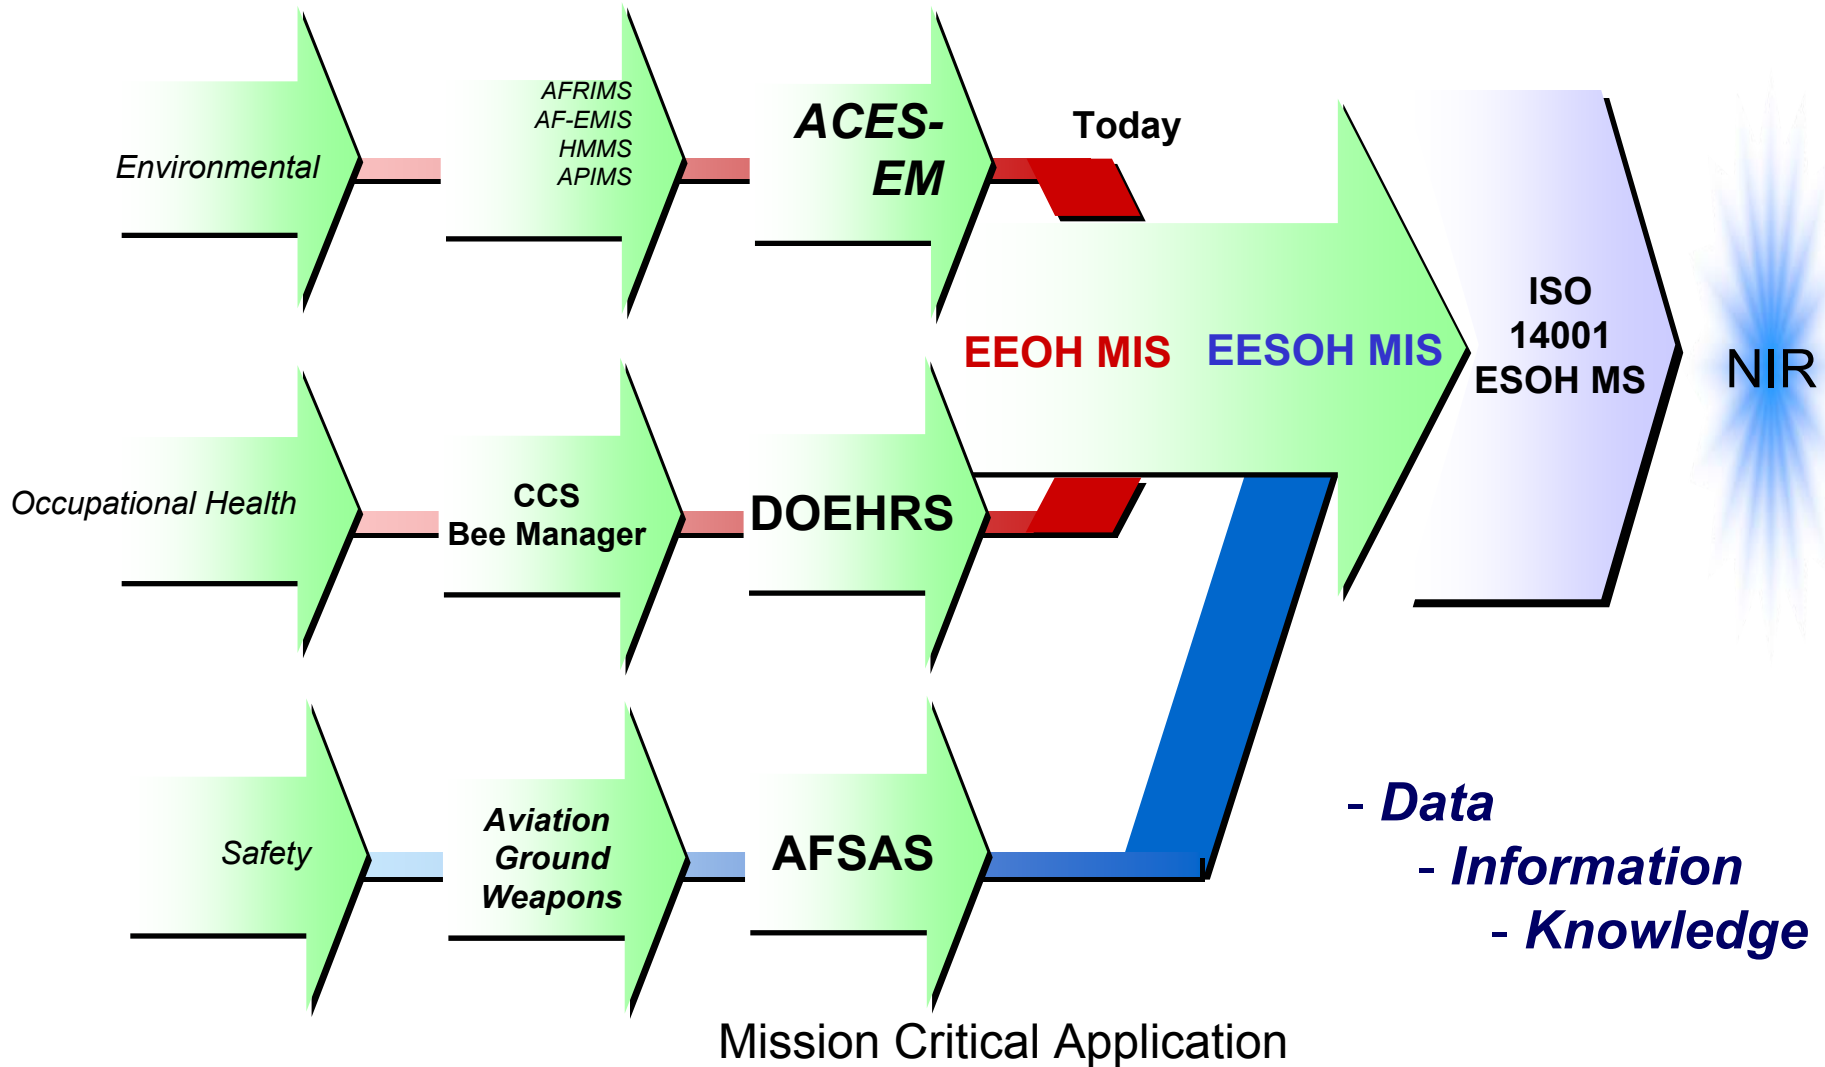 Environmental
AFRIMS
AF-EMIS
HMMS
APIMS
ACES-
EM
Today
EEOH MIS
EESOH MIS
ISO
14001
ESOH MS
NIR
Occupational Health
CCS
Bee Manager
DOEHRS
Safety
Aviation
Ground
Weapons
AFSAS
- Data
- Information
- Knowledge
Mission Critical Application